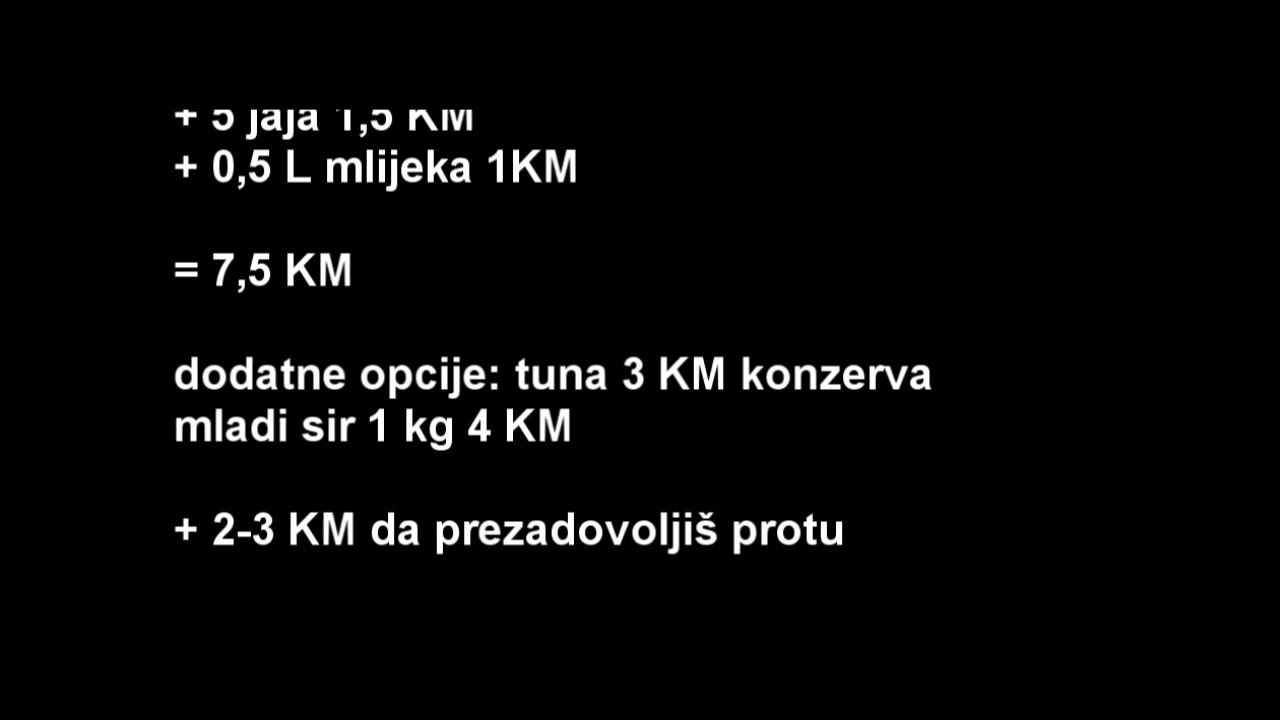 + 5 jaja 1,5 KM
+ 0,5 L mlijeka 1KM
= 7,5 KM
dodatne opcije: tuna 3 KM konzerva
mladi sir 1 kg 4 KM
+ 2-3 KM da prezadovoljiš protu